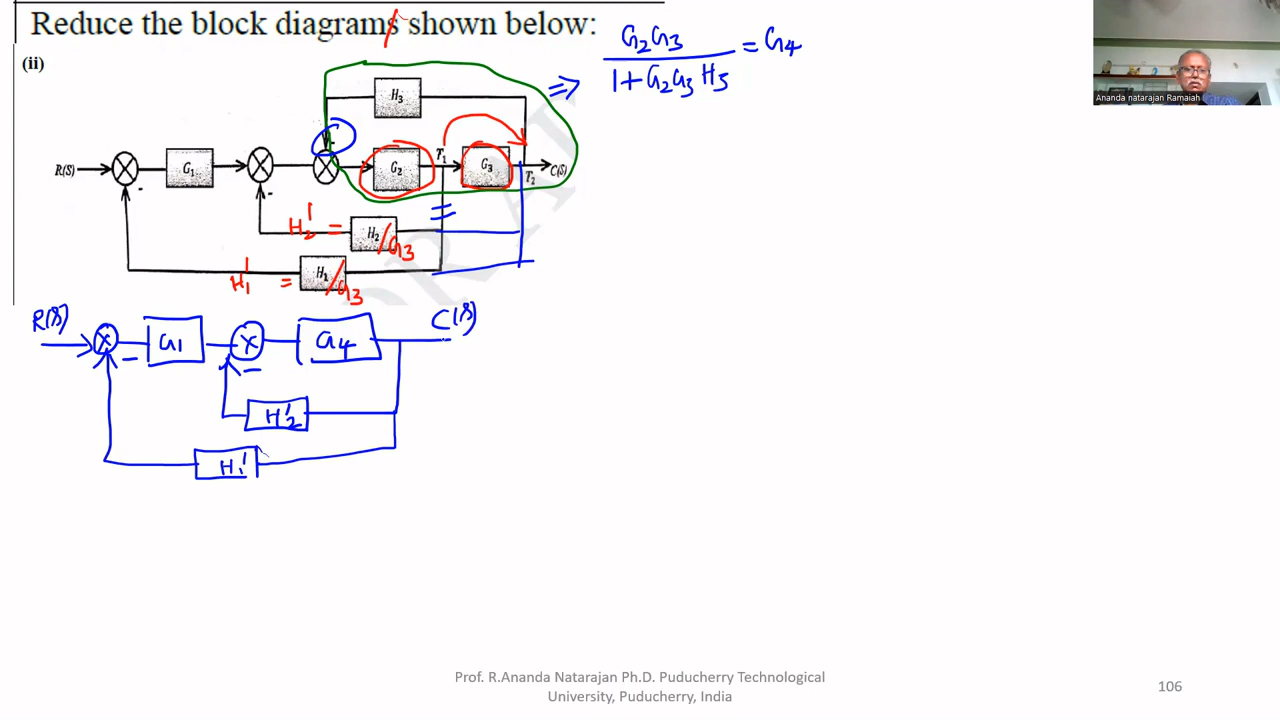 Reduce the block diagrams shown below:
(ii)
G2G3 / 1+G2G3H3 = G4
⇒
H3
R(S)
G1
G2
T1
G3
T2
C(S)
-
-
-
H2' = H2/G3
H1' = H1/G3
R(S)
G1
G4
C(S)
-
-
H2'
H1'
Ananda natarajan Ramaiah
Prof. R.Ananda Natarajan Ph.D. Puducherry Technological
University, Puducherry, India
106